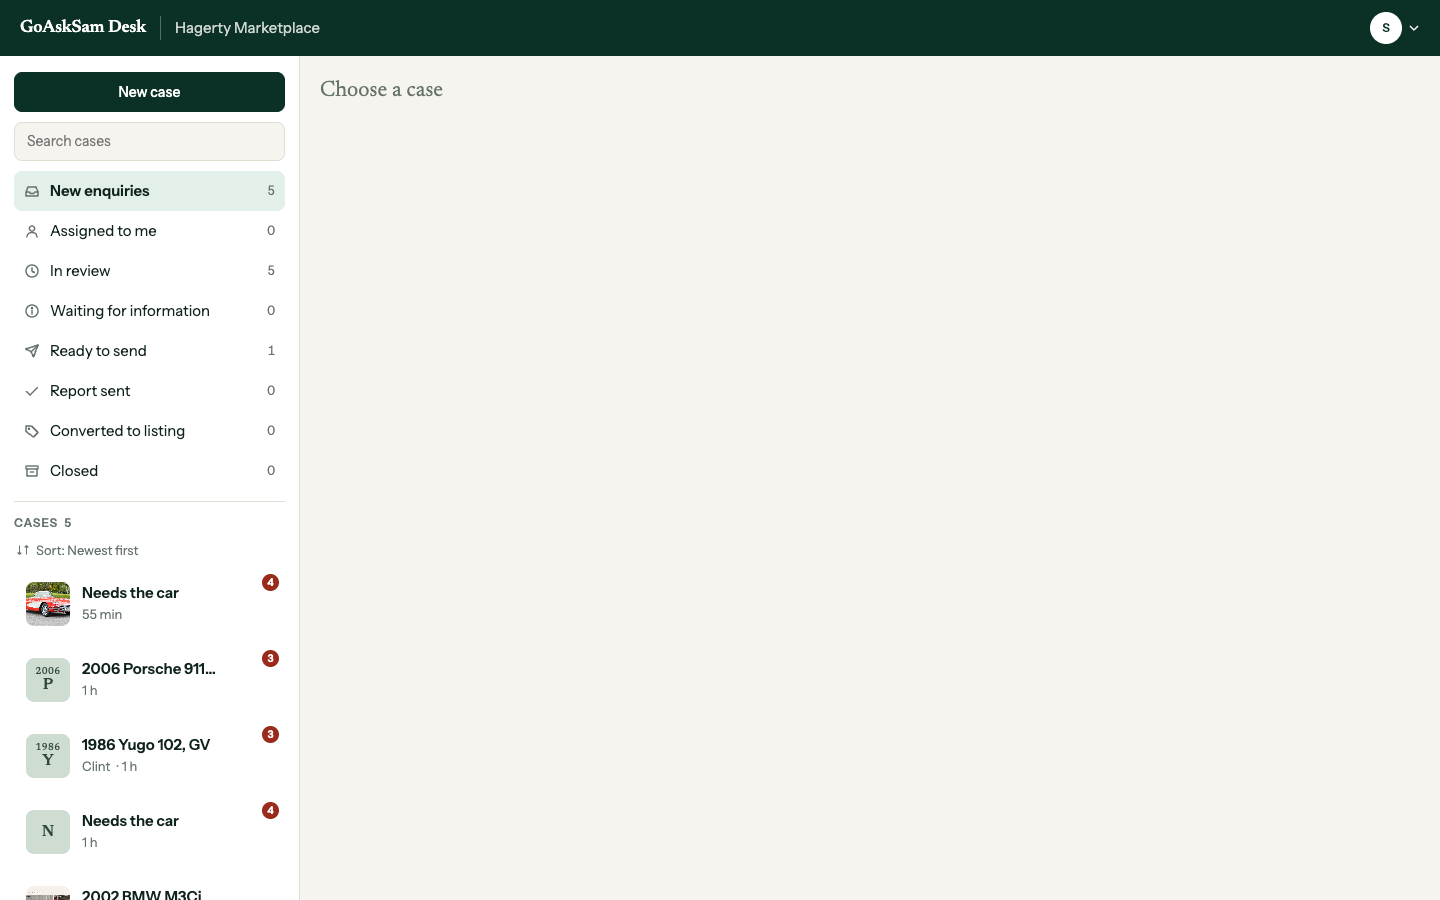 GoAskSam Desk
Hagerty Marketplace
S
New case
Search cases
New enquiries 5
Assigned to me 0
In review 5
Waiting for information 0
Ready to send 1
Report sent 0
Converted to listing 0
Closed 0
CASES 5
Sort: Newest first
Needs the car 4
55 min
2006 P
2006 Porsche 911... 3
1 h
1986 Y
1986 Yugo 102, GV 3
Clint · 1 h
N
Needs the car 4
1 h
2002 BMW M3Ci
Choose a case